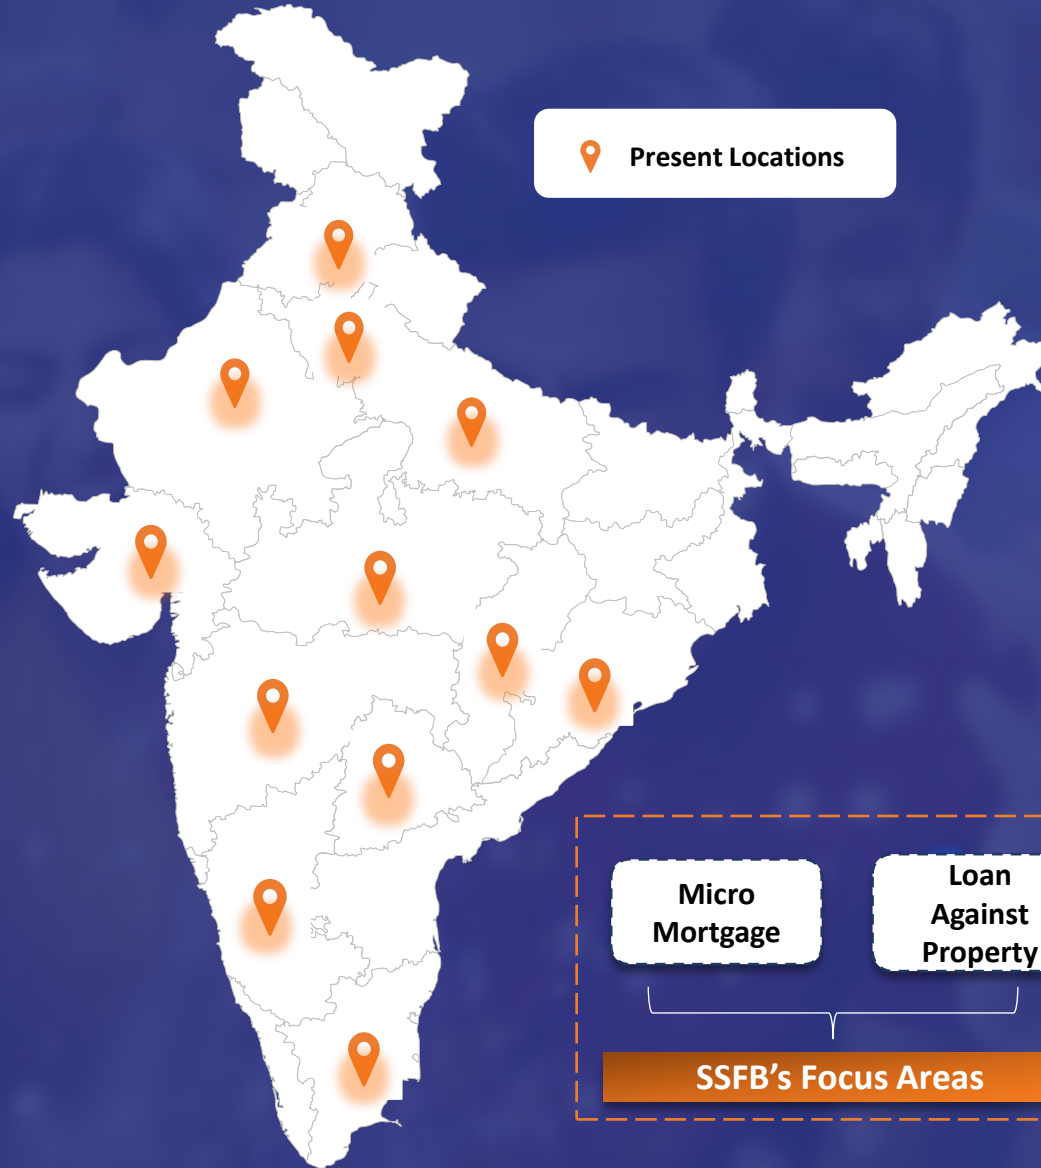 Present Locations
Micro
Mortgage
Loan
Against
Property
SSFB's Focus Areas